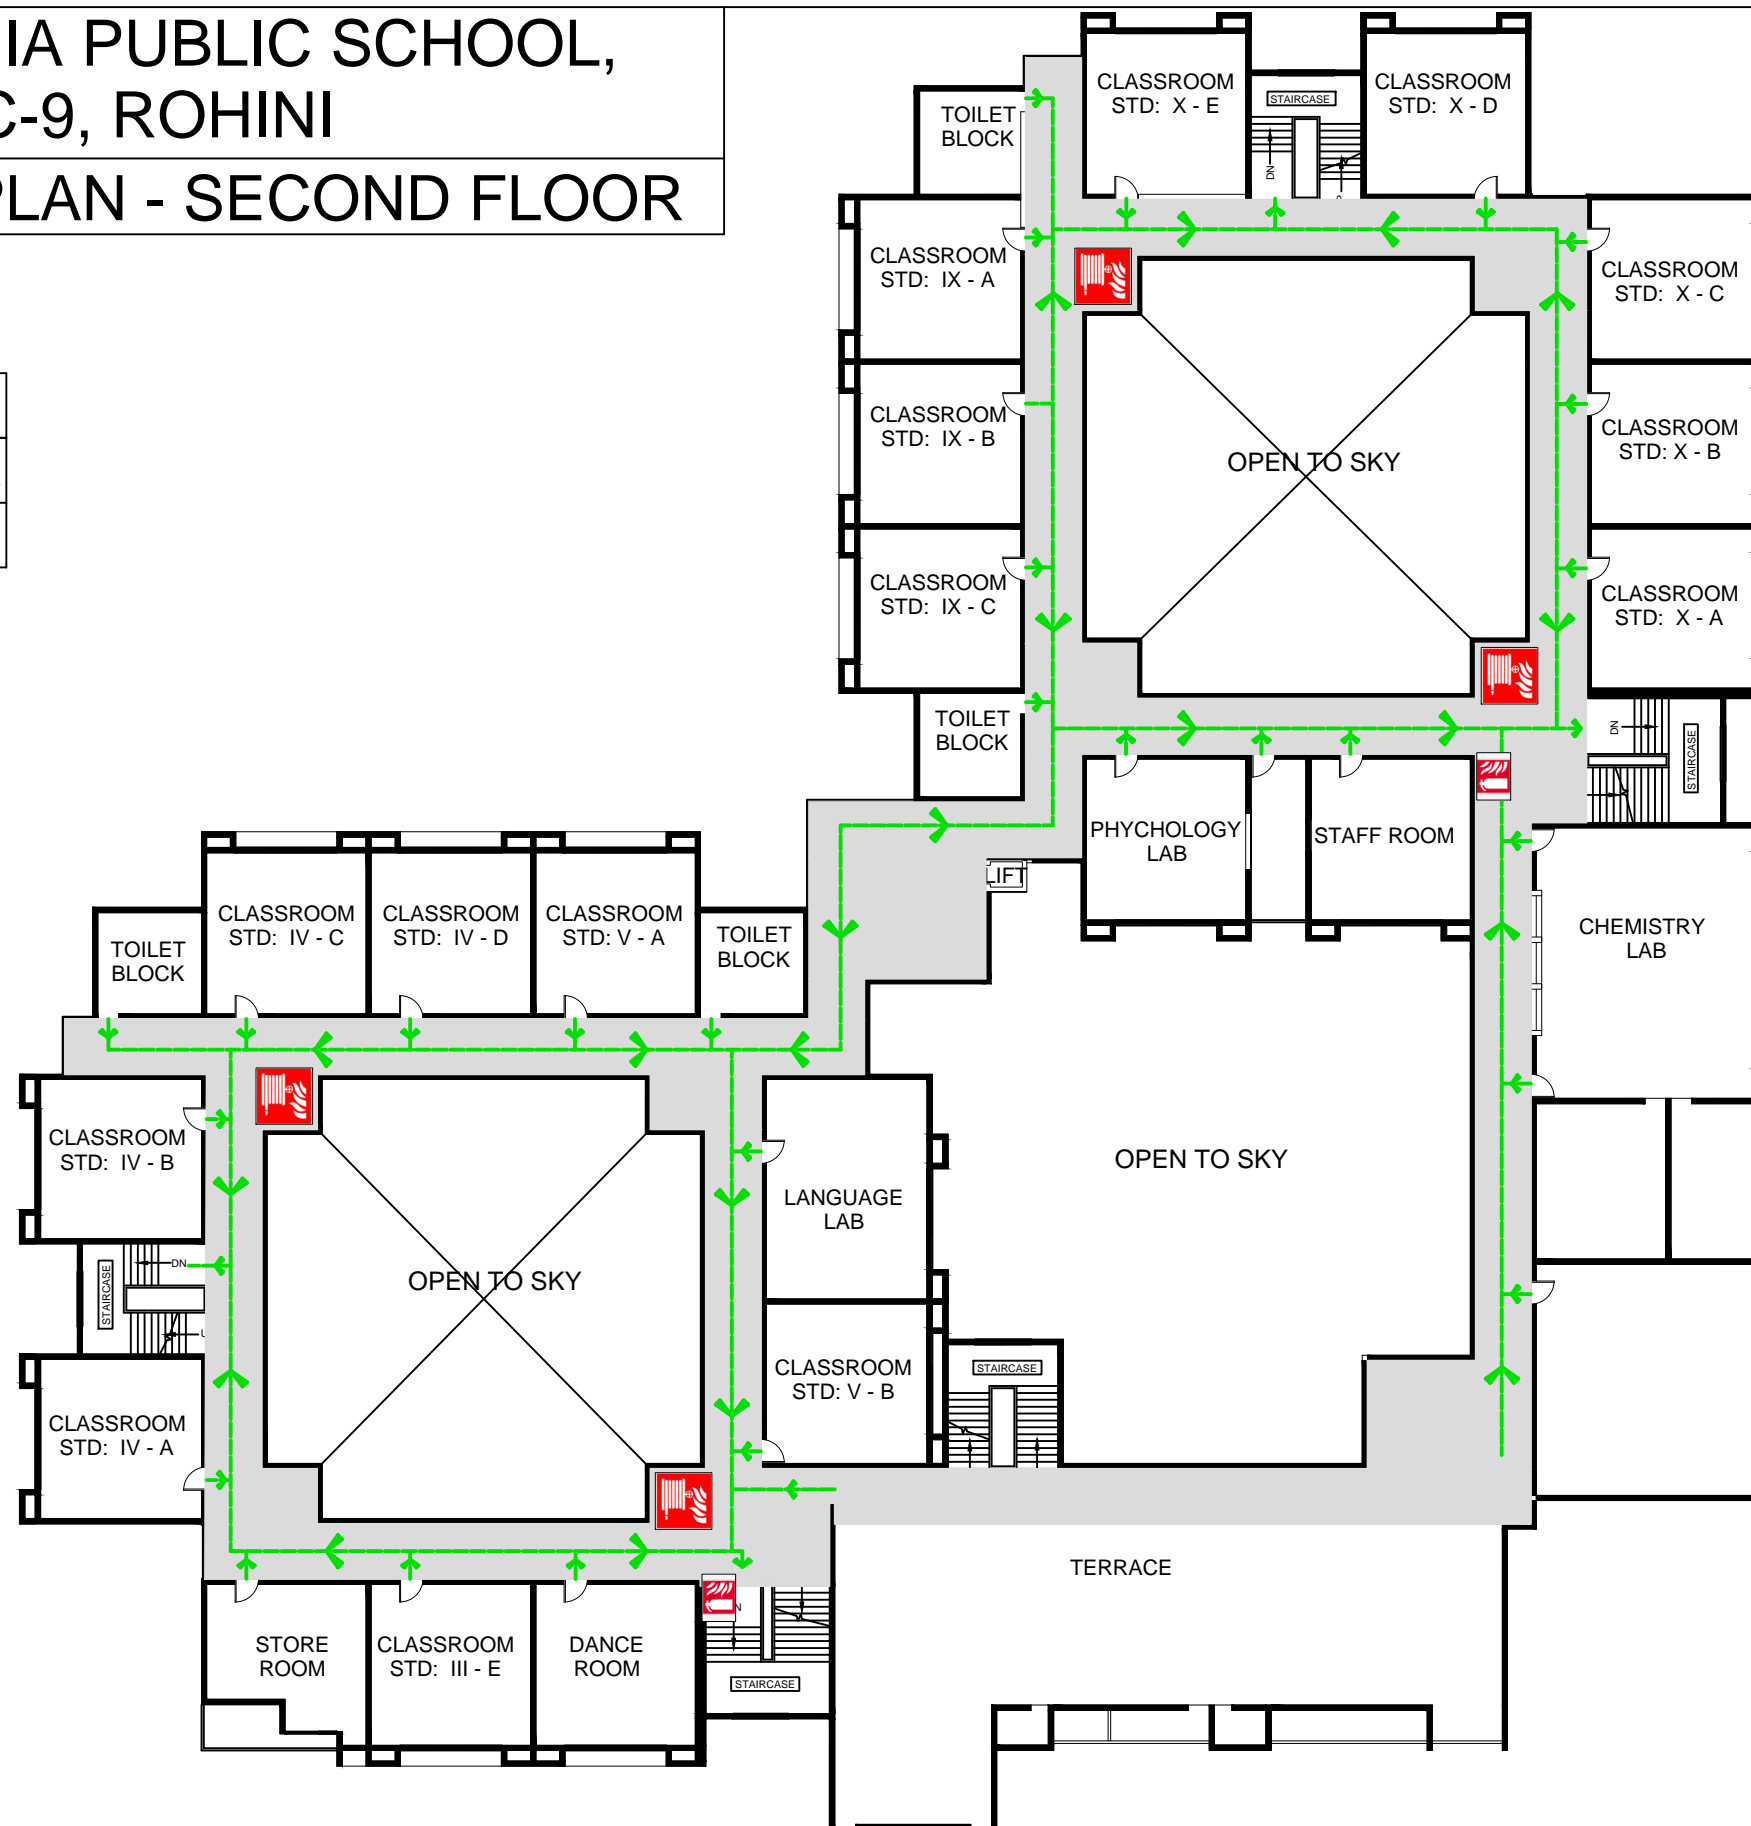 IA PUBLIC SCHOOL,
C-9, ROHINI
PLAN - SECOND FLOOR
CLASSROOM
STD: X - E
STAIRCASE
CLASSROOM
STD: X - D
TOILET
BLOCK
DN
CLASSROOM
STD: IX - A
CLASSROOM
STD: X - C
CLASSROOM
STD: IX - B
CLASSROOM
STD: X - B
OPEN TO SKY
CLASSROOM
STD: IX - C
CLASSROOM
STD: X - A
TOILET
BLOCK
DN
STAIRCASE
PHYCHOLOGY
LAB
STAFF ROOM
LIFT
CLASSROOM
STD: IV - C
CLASSROOM
STD: IV - D
CLASSROOM
STD: V - A
TOILET
BLOCK
TOILET
BLOCK
CHEMISTRY
LAB
CLASSROOM
STD: IV - B
LANGUAGE
LAB
OPEN TO SKY
DN
STAIRCASE
OPEN TO SKY
CLASSROOM
STD: V - B
STAIRCASE
CLASSROOM
STD: IV - A
TERRACE
STORE
ROOM
CLASSROOM
STD: III - E
DANCE
ROOM
N
STAIRCASE